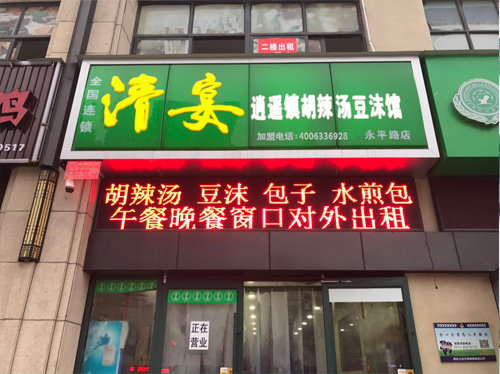 二楼出租
全国连锁
清宴
逍遥镇胡辣汤豆沫馆
加盟电话:4006336928 永平路店
鸡
0517
胡辣汤 豆沫 包子 水煎包
午餐晚餐窗口对外出租
正在
营业